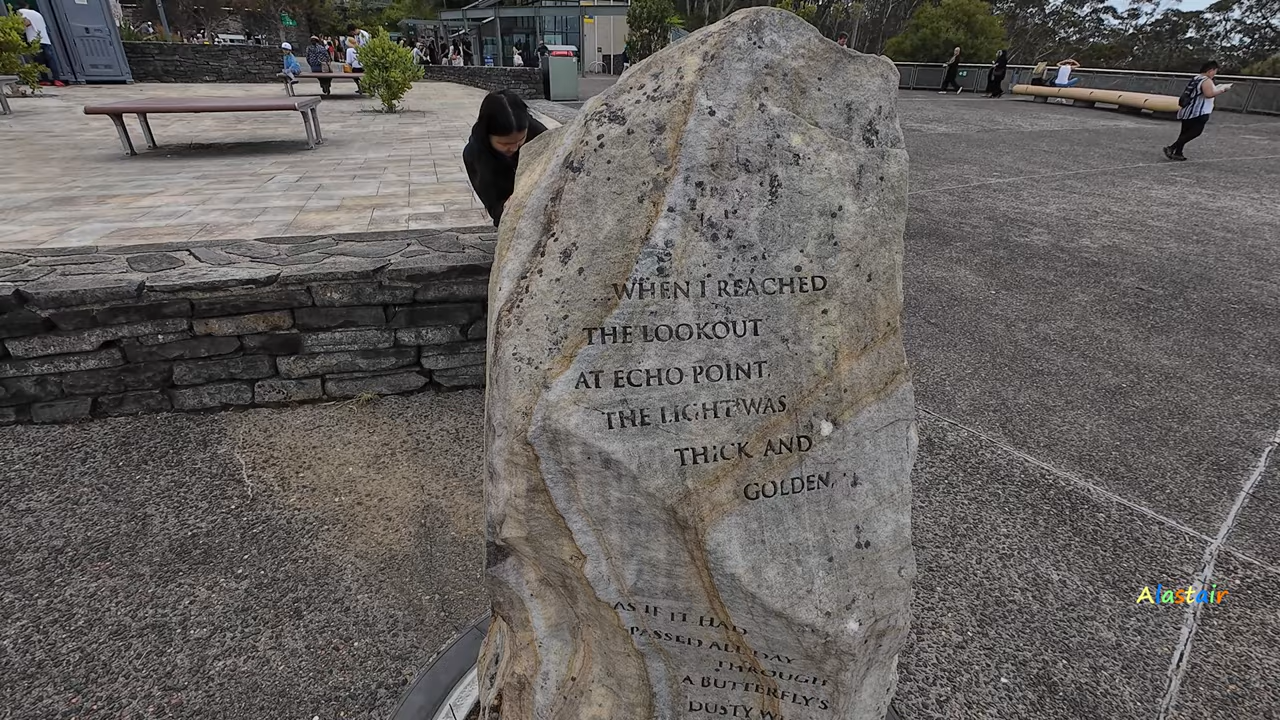 WHEN I REACHED
THE LOOKOUT
AT ECHO POINT,
THE LIGHT WAS
THICK AND
GOLDEN,
AS IF IT HAD
PASSED ALL DAY
THROUGH
A BUTTERFLY'S
DUSTY
Alastair